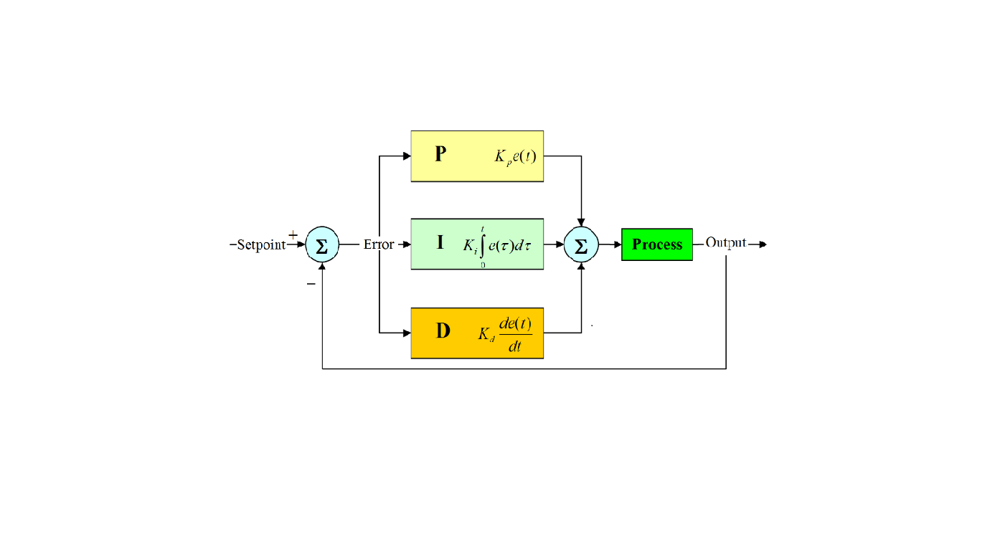 P K_p e(t)
−Setpoint + Σ Error I K_i ∫_0^t e(τ)dτ Σ Process Output
−
D K_d de(t)/dt